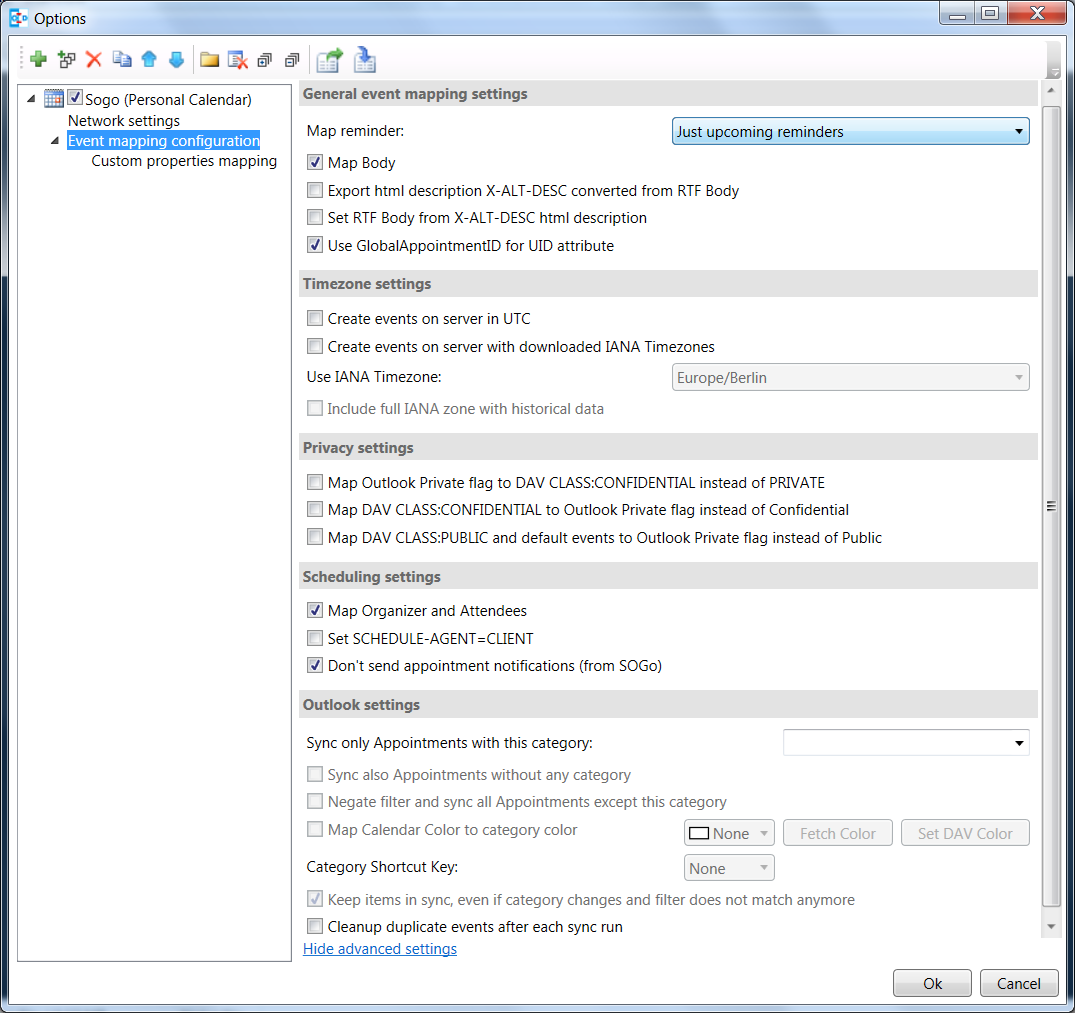 Options
Sogo (Personal Calendar)
Network settings
Event mapping configuration
Custom properties mapping
General event mapping settings
Map reminder:
Just upcoming reminders
Map Body
Export html description X-ALT-DESC converted from RTF Body
Set RTF Body from X-ALT-DESC html description
Use GlobalAppointmentID for UID attribute
Timezone settings
Create events on server in UTC
Create events on server with downloaded IANA Timezones
Use IANA Timezone:
Europe/Berlin
Include full IANA zone with historical data
Privacy settings
Map Outlook Private flag to DAV CLASS:CONFIDENTIAL instead of PRIVATE
Map DAV CLASS:CONFIDENTIAL to Outlook Private flag instead of Confidential
Map DAV CLASS:PUBLIC and default events to Outlook Private flag instead of Public
Scheduling settings
Map Organizer and Attendees
Set SCHEDULE-AGENT=CLIENT
Don't send appointment notifications (from SOGo)
Outlook settings
Sync only Appointments with this category:
Sync also Appointments without any category
Negate filter and sync all Appointments except this category
Map Calendar Color to category color
None
Fetch Color
Set DAV Color
Category Shortcut Key:
None
Keep items in sync, even if category changes and filter does not match anymore
Cleanup duplicate events after each sync run
Hide advanced settings
Ok
Cancel